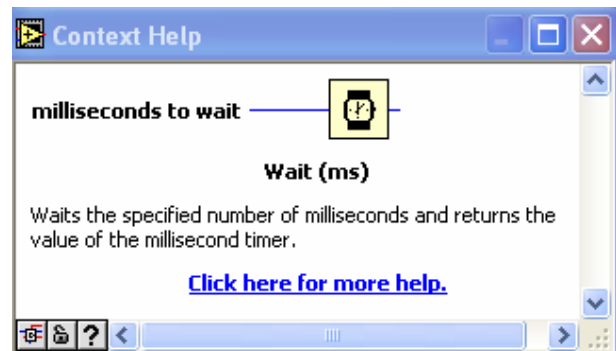 Context Help
milliseconds to wait
Wait (ms)
Waits the specified number of milliseconds and returns the
value of the millisecond timer.
Click here for more help.
?